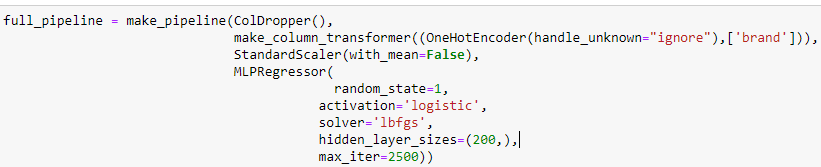 full_pipeline = make_pipeline(ColDropper(),
make_column_transformer((OneHotEncoder(handle_unknown="ignore"),['brand'])),
StandardScaler(with_mean=False),
MLPRegressor(
random_state=1,
activation='logistic',
solver='lbfgs',
hidden_layer_sizes=(200,),
max_iter=2500))